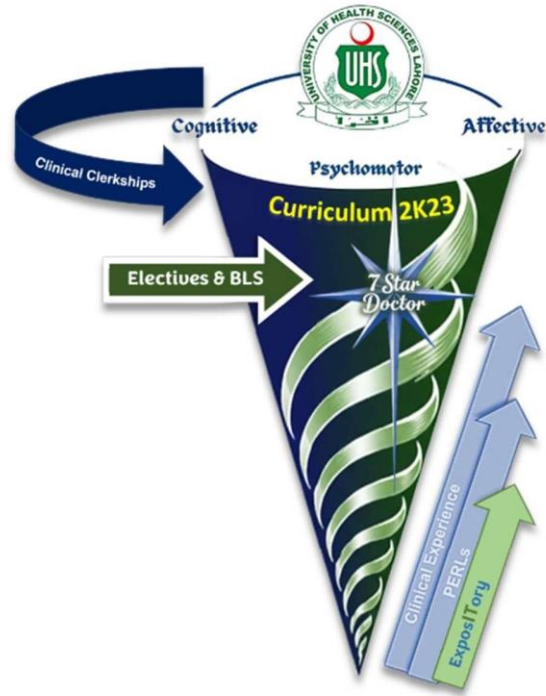 UNIVERSITY OF HEALTH SCIENCES LAHORE
UHS
Cognitive
Affective
Psychomotor
Clinical Clerkships
Curriculum 2K23
Electives & BLS
7 Star
Doctor
Clinical Experience
PERLs
ExposITory